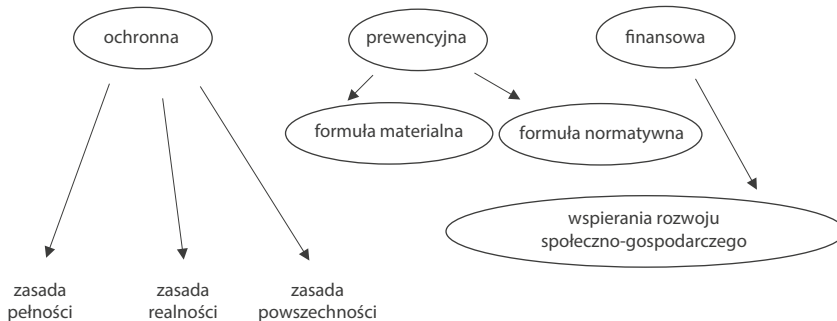 ochronna
prewencyjna
finansowa
formuła materialna
formuła normatywna
wspierania rozwoju
społeczno-gospodarczego
zasada
pełności
zasada
realności
zasada
powszechności